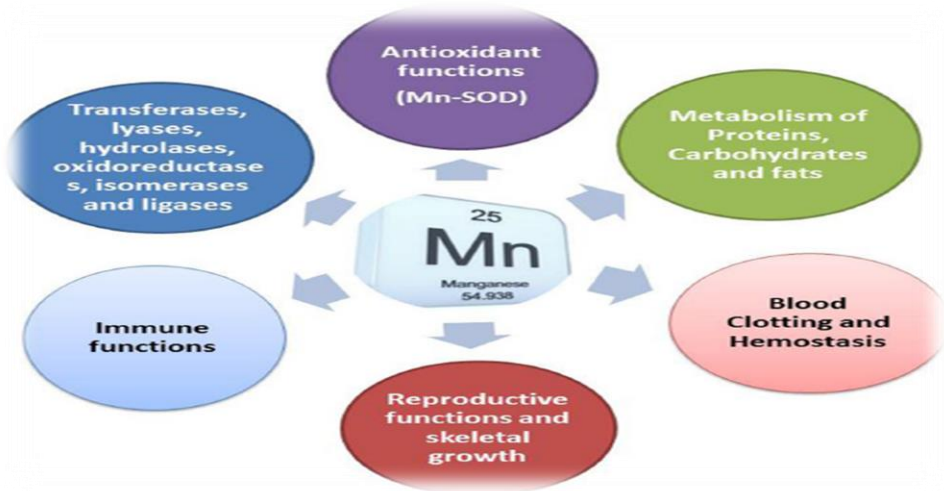 Antioxidant
functions
(Mn-SOD)
Metabolism of
Proteins,
Carbohydrates
and fats
Blood
Clotting and
Hemostasis
Reproductive
functions and
skeletal
growth
Immune
functions
Transferases,
lyases,
hydrolases,
oxidoreductase
s, isomerases
and ligases
25
Mn
Manganese
54.938